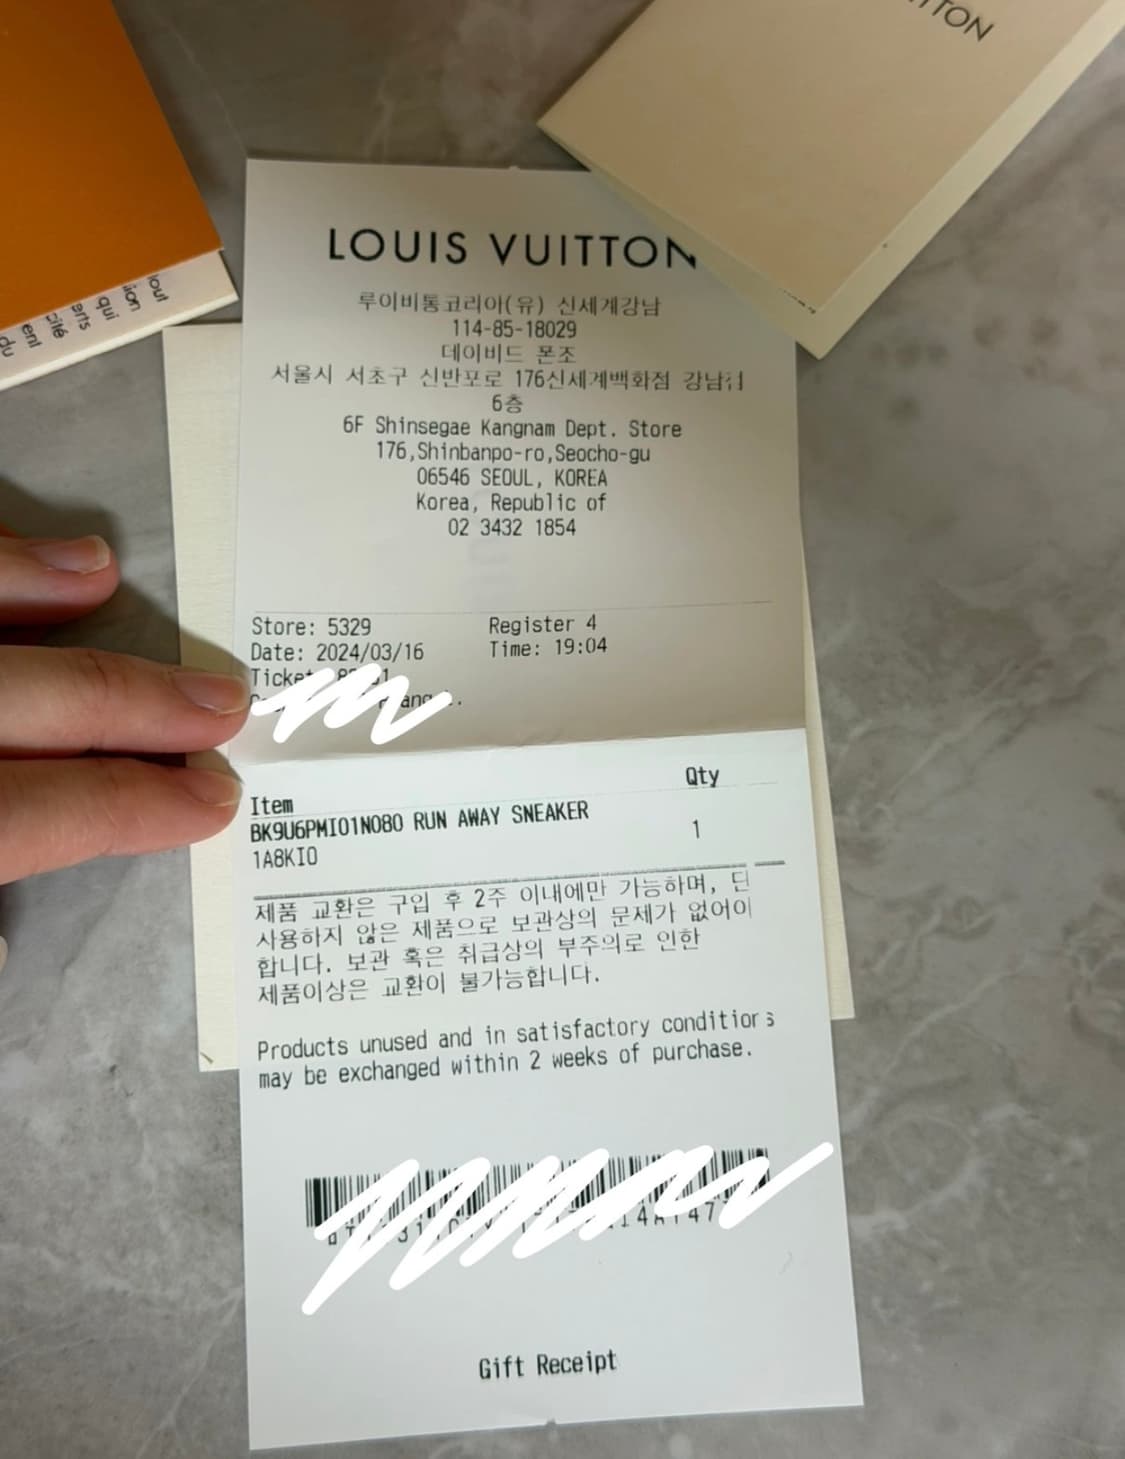 LOUIS VUITTON
루이비통코리아(유) 신세계강남
114-85-18029
데이비드 폰조
서울시 서초구 신반포로 176신세계백화점 강남점
6층
6F Shinsegae Kangnam Dept. Store
176,Shinbanpo-ro,Seocho-gu
06546 SEOUL, KOREA
Korea, Republic of
02 3432 1854
Store: 5329 Register 4
Date: 2024/03/16 Time: 19:04
Item Qty
BK9U6PMI01N080 RUN AWAY SNEAKER
1A8KIO 1
제품 교환은 구입 후 2주 이내에만 가능하며, 단
사용하지 않은 제품으로 보관상의 문제가 없어야
합니다. 보관 혹은 취급상의 부주의로 인한
제품이상은 교환이 불가능합니다.
Products unused and in satisfactory conditions
may be exchanged within 2 weeks of purchase.
Gift Receipt
tout
qui
cité
ent
du